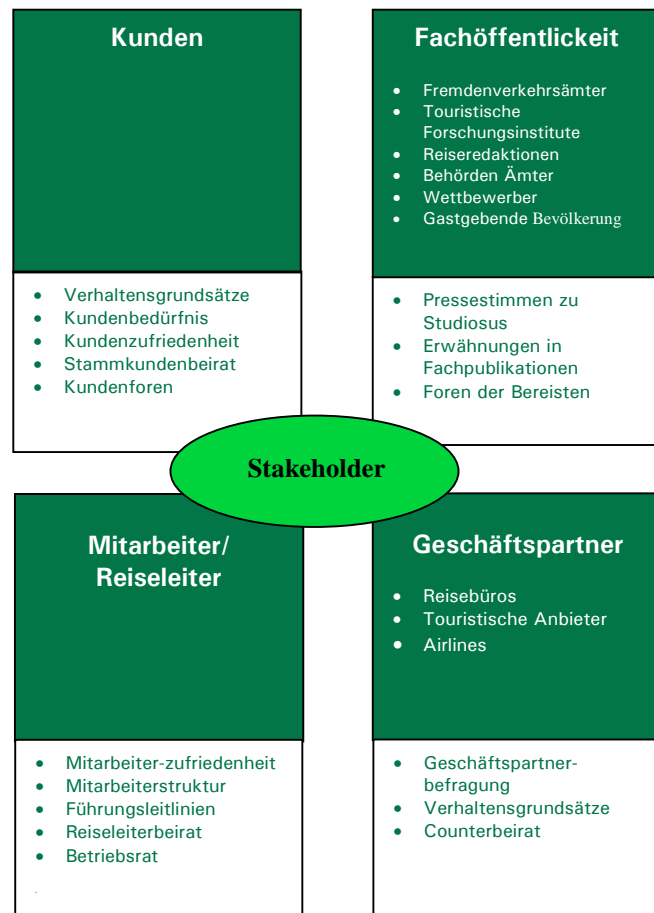 Kunden
• Verhaltensgrundsätze
• Kundenbedürfnis
• Kundenzufriedenheit
• Stammkundenbeirat
• Kundenforen
Fachöffentlickeit
• Fremdenverkehrsämter
• Touristische
Forschungsinstitute
• Reiseredaktionen
• Behörden Ämter
• Wettbewerber
• Gastgebende Bevölkerung
• Pressestimmen zu
Studiosus
• Erwähnungen in
Fachpublikationen
• Foren der Bereisten
Stakeholder
Mitarbeiter/
Reiseleiter
• Mitarbeiter-zufriedenheit
• Mitarbeiterstruktur
• Führungsleitlinien
• Reiseleiterbeirat
• Betriebsrat
.
Geschäftspartner
• Reisebüros
• Touristische Anbieter
• Airlines
• Geschäftspartner-
befragung
• Verhaltensgrundsätze
• Counterbeirat